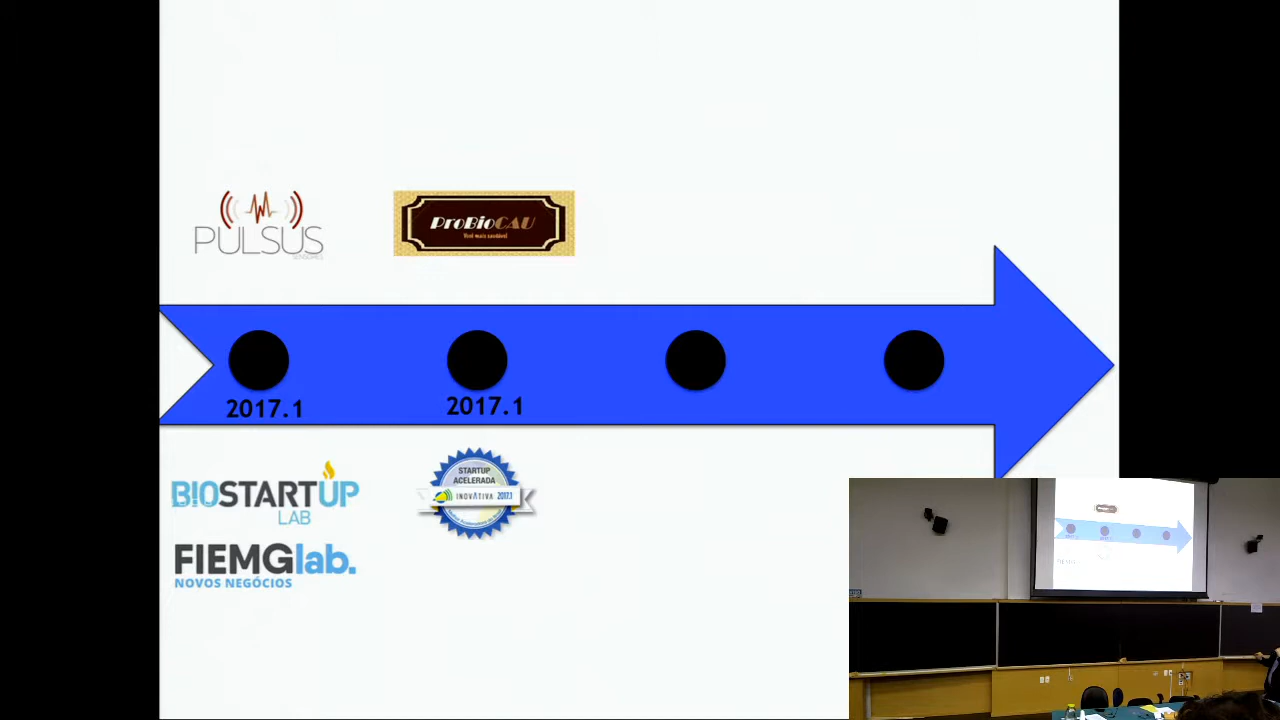 PULSUS
ProBioCAU
2017.1
2017.1
BIOSTARTUP
LAB
FIEMGlab.
NOVOS NEGÓCIOS
STARTUP
ACELERADA
INOVATIVA 2017.1